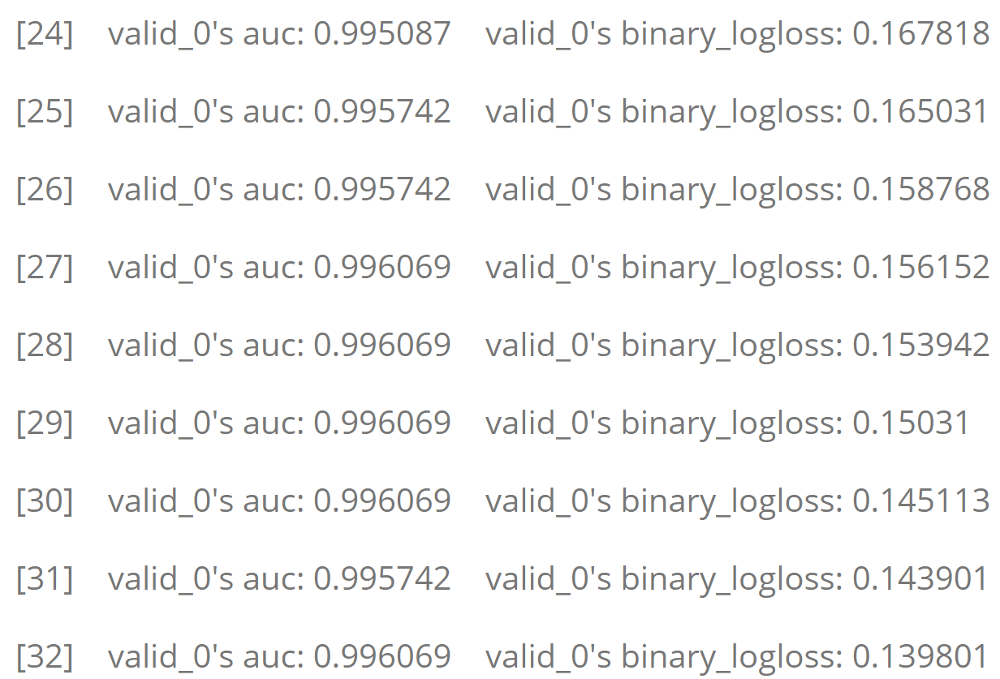 [24] valid_0's auc: 0.995087 valid_0's binary_logloss: 0.167818
[25] valid_0's auc: 0.995742 valid_0's binary_logloss: 0.165031
[26] valid_0's auc: 0.995742 valid_0's binary_logloss: 0.158768
[27] valid_0's auc: 0.996069 valid_0's binary_logloss: 0.156152
[28] valid_0's auc: 0.996069 valid_0's binary_logloss: 0.153942
[29] valid_0's auc: 0.996069 valid_0's binary_logloss: 0.15031
[30] valid_0's auc: 0.996069 valid_0's binary_logloss: 0.145113
[31] valid_0's auc: 0.995742 valid_0's binary_logloss: 0.143901
[32] valid_0's auc: 0.996069 valid_0's binary_logloss: 0.139801